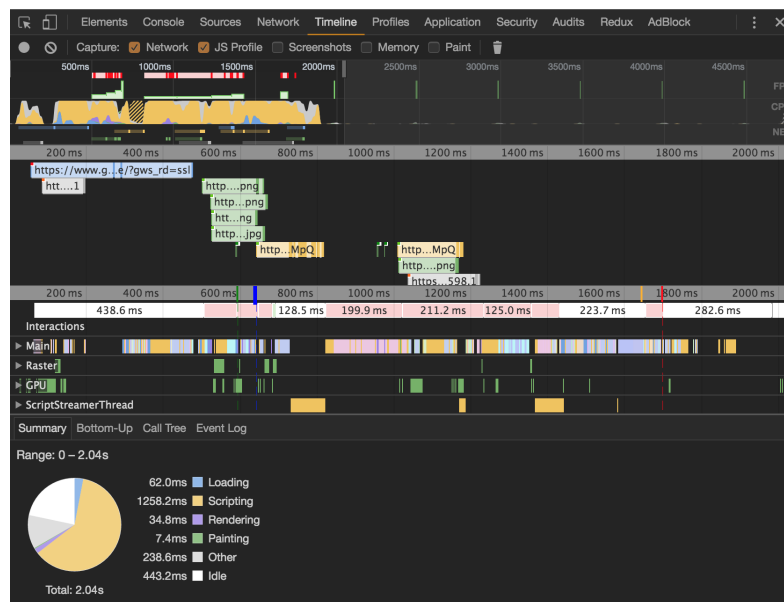 Elements Console Sources Network Timeline Profiles Application Security Audits Redux AdBlock
Capture: Network JS Profile Screenshots Memory Paint
500ms 1000ms 1500ms 2000ms 2500ms 3000ms 3500ms 4000ms 4500ms
200 ms 400 ms 600 ms 800 ms 1000 ms 1200 ms 1400 ms 1600 ms 1800 ms 2000 ms
https://www.g…e/?gws_rd=ssl
htt….1 http….png
http…png
htt…ng
http…jpg
http…MpQ http…MpQ
http….png
https…598,1
200 ms 400 ms 600 ms 800 ms 1000 ms 1200 ms 1400 ms 1600 ms 1800 ms 2000 ms
438.6 ms 128.5 ms 199.9 ms 211.2 ms 125.0 ms 223.7 ms 282.6 ms
Interactions
Main
Raster
GPU
ScriptStreamerThread
Summary Bottom-Up Call Tree Event Log
Range: 0 – 2.04s
62.0ms Loading
1258.2ms Scripting
34.8ms Rendering
7.4ms Painting
238.6ms Other
443.2ms Idle
Total: 2.04s